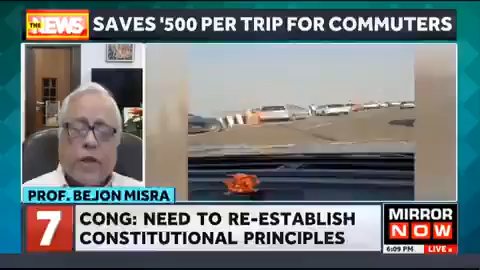 THE NEWS
SAVES '500 PER TRIP FOR COMMUTERS
PROF. BEJON MISRA
7
CONG: NEED TO RE-ESTABLISH
CONSTITUTIONAL PRINCIPLES
MIRROR
NOW
6:09 PM LIVE